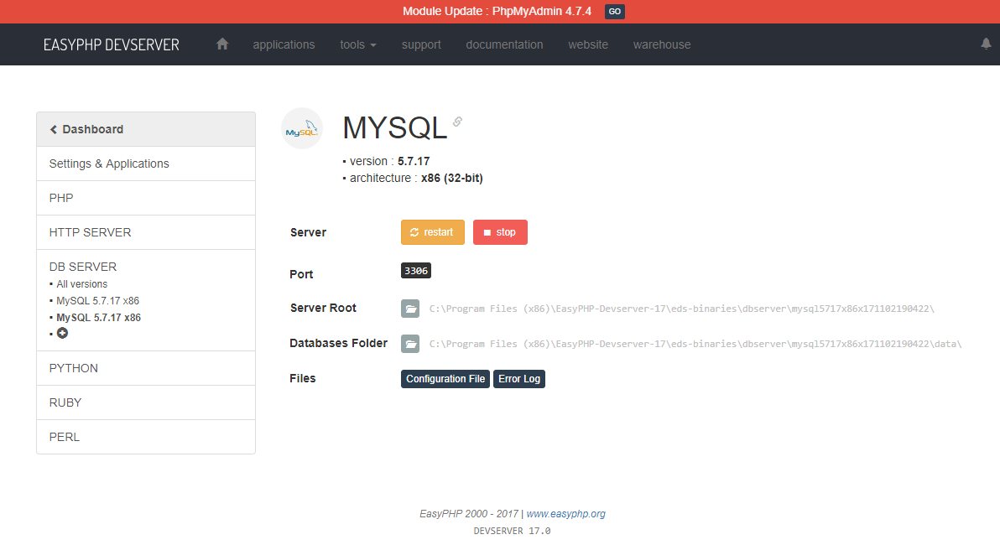 Module Update : PhpMyAdmin 4.7.4 GO
EASYPHP DEVSERVER applications tools support documentation website warehouse
Dashboard
Settings & Applications
PHP
HTTP SERVER
DB SERVER
▪ All versions
▪ MySQL 5.7.17 x86
▪ MySQL 5.7.17 x86
▪
PYTHON
RUBY
PERL
MySQL
MYSQL
▪ version : 5.7.17
▪ architecture : x86 (32-bit)
Server restart stop
Port 3306
Server Root C:\Program Files (x86)\EasyPHP-Devserver-17\eds-binaries\dbserver\mysql5717x86x171102190422\
Databases Folder C:\Program Files (x86)\EasyPHP-Devserver-17\eds-binaries\dbserver\mysql5717x86x171102190422\data\
Files Configuration File Error Log
EasyPHP 2000 - 2017 | www.easyphp.org
DEVSERVER 17.0